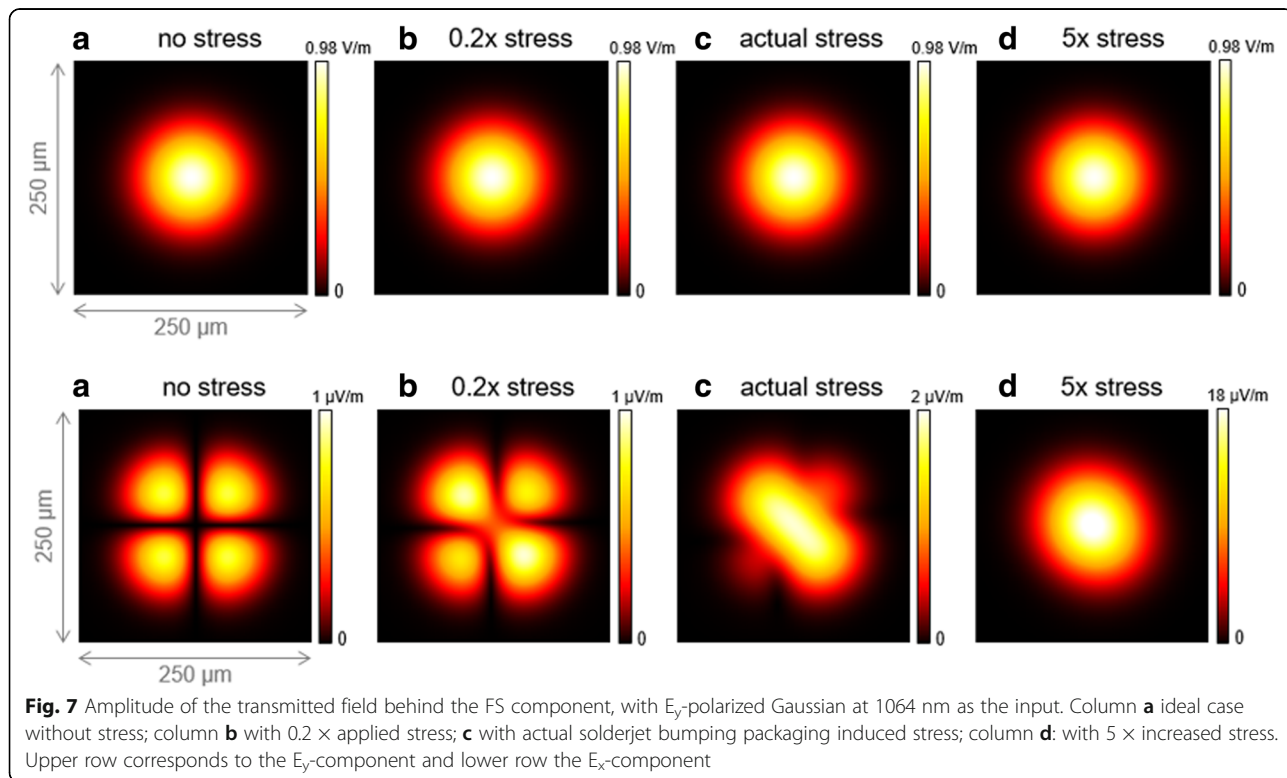 a no stress 0.98 V/m b 0.2x stress 0.98 V/m c actual stress 0.98 V/m d 5x stress 0.98 V/m
250 µm
0 0 0 0
250 µm
a no stress 1 µV/m b 0.2x stress 1 µV/m c actual stress 2 µV/m d 5x stress 18 µV/m
250 µm
0 0 0 0
250 µm
Fig. 7 Amplitude of the transmitted field behind the FS component, with Ey-polarized Gaussian at 1064 nm as the input. Column a ideal case
without stress; column b with 0.2 × applied stress; c with actual solderjet bumping packaging induced stress; column d: with 5 × increased stress.
Upper row corresponds to the Ey-component and lower row the Ex-component